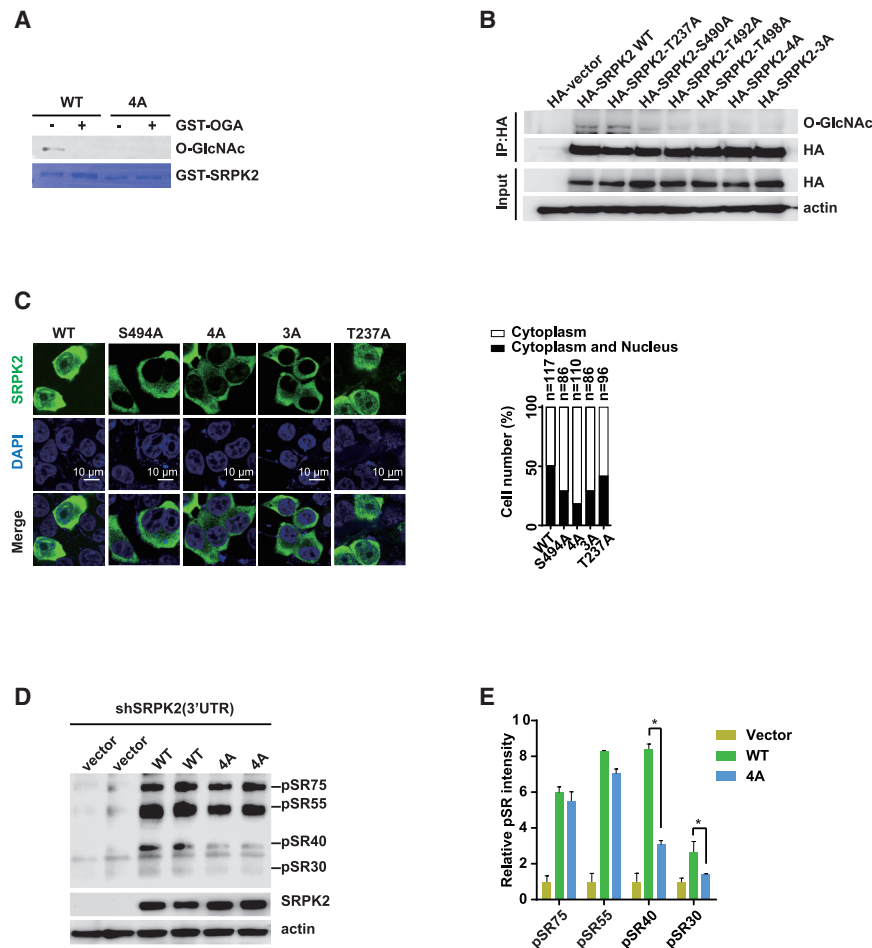 A
WT 4A
- + - + GST-OGA
O-GlcNAc
GST-SRPK2
B
HA-vector
HA-SRPK2 WT
HA-SRPK2-T237A
HA-SRPK2-S490A
HA-SRPK2-T492A
HA-SRPK2-T498A
HA-SRPK2-4A
HA-SRPK2-3A
IP:HA
O-GlcNAc
HA
Input
HA
actin
C
WT S494A 4A 3A T237A
SRPK2
DAPI
10 μm 10 μm 10 μm 10 μm 10 μm
Merge
Cytoplasm
Cytoplasm and Nucleus
n=117
n=86
n=110
n=86
n=96
Cell number (%)
100
50
0
WT
S494A
4A
3A
T237A
D
shSRPK2(3'UTR)
vector vector WT WT 4A 4A
pSR75
pSR55
pSR40
pSR30
SRPK2
actin
E
Relative pSR intensity
10
8
6
4
2
0
* *
Vector
WT
4A
pSR75 pSR55 pSR40 pSR30